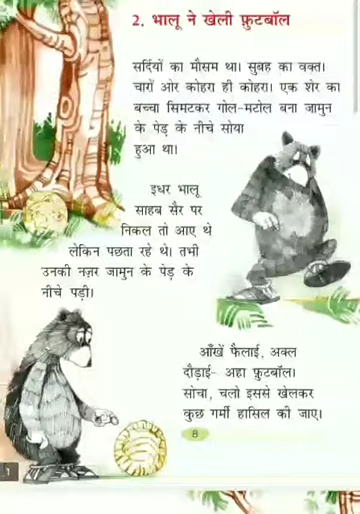 2. भालू ने खेली फ़ुटबॉल
सर्दियों का मौसम था। सुबह का वक्त।
चारों ओर कोहरा ही कोहरा। एक शेर का
बच्चा सिमटकर गोल-मटोल बना जामुन
के पेड़ के नीचे सोया
हुआ था।
इधर भालू
साहब सैर पर
निकल तो आए थे
लेकिन पछता रहे थे। तभी
उनकी नज़र जामुन के पेड़ के
नीचे पड़ी।
आँखें फैलाईं, अक्ल
दौड़ाई- अहा फ़ुटबॉल।
सोचा, चलो इससे खेलकर
कुछ गर्मी हासिल की जाए।
8
1